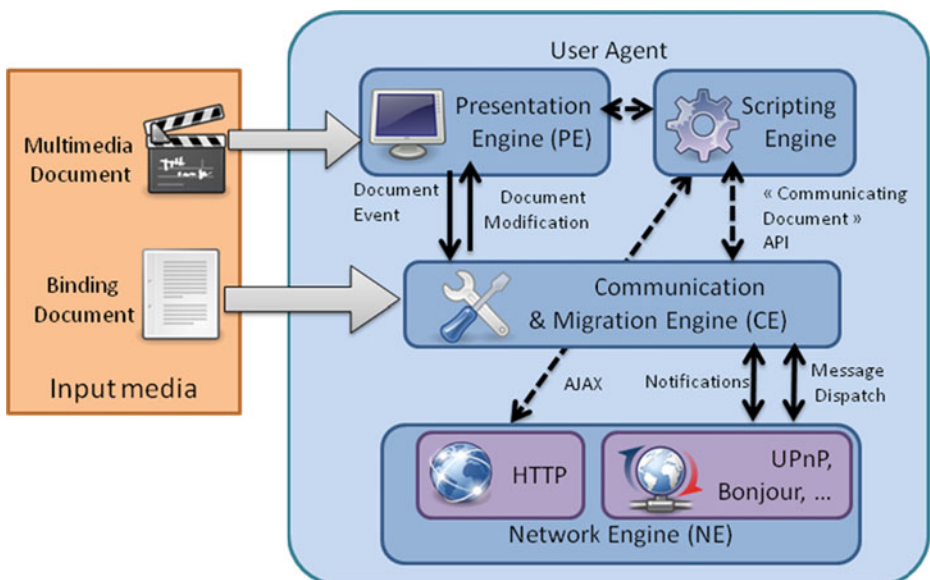 User Agent
Multimedia
Document
Presentation
Engine (PE)
Scripting
Engine
Document
Event
Document
Modification
« Communicating
Document »
API
Binding
Document
Communication
& Migration Engine (CE)
Input media
AJAX
Notifications
Message
Dispatch
HTTP
UPnP,
Bonjour, ...
Network Engine (NE)